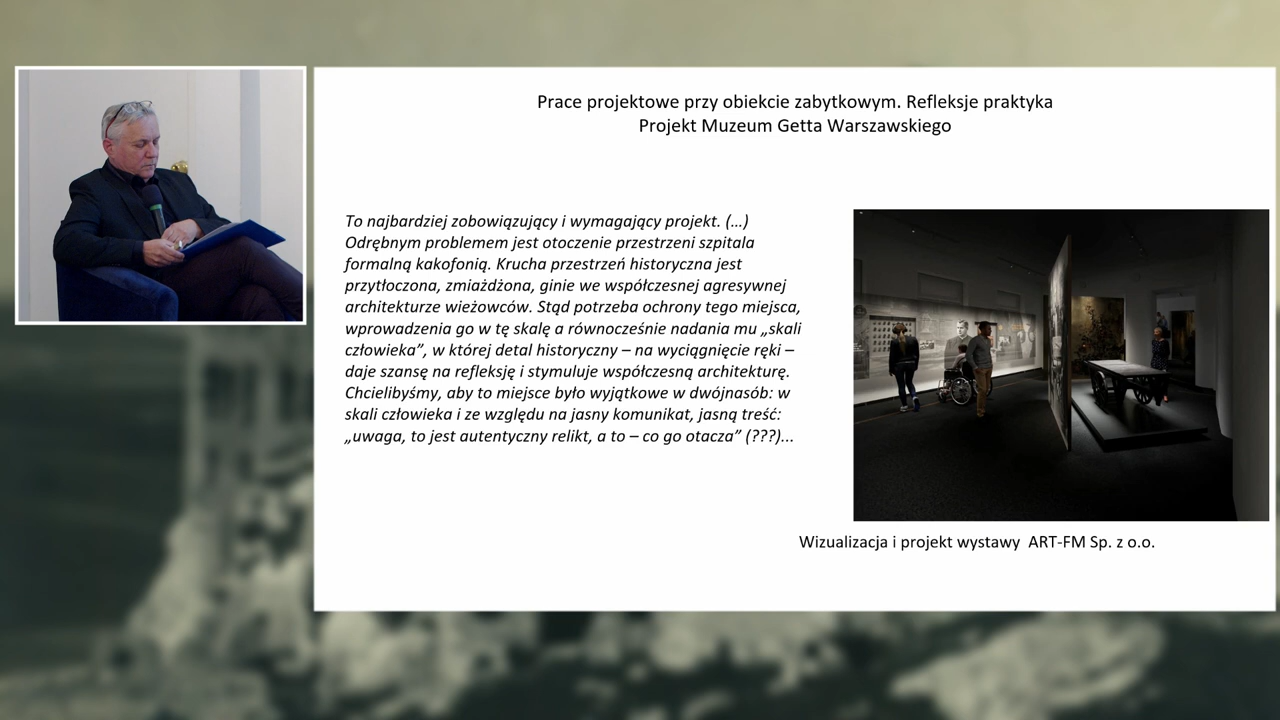 Prace projektowe przy obiekcie zabytkowym. Refleksje praktyka
Projekt Muzeum Getta Warszawskiego
To najbardziej zobowiązujący i wymagający projekt. (…)
Odrębnym problemem jest otoczenie przestrzeni szpitala
formalną kakofonią. Krucha przestrzeń historyczna jest
przytłoczona, zmiażdżona, ginie we współczesnej agresywnej
architekturze wieżowców. Stąd potrzeba ochrony tego miejsca,
wprowadzenia go w tę skalę a równocześnie nadania mu „skali
człowieka”, w której detal historyczny – na wyciągnięcie ręki –
daje szansę na refleksję i stymuluje współczesną architekturę.
Chcielibyśmy, aby to miejsce było wyjątkowe w dwójnasób: w
skali człowieka i ze względu na jasny komunikat, jasną treść:
„uwaga, to jest autentyczny relikt, a to – co go otacza” (???)...
Wizualizacja i projekt wystawy ART-FM Sp. z o.o.